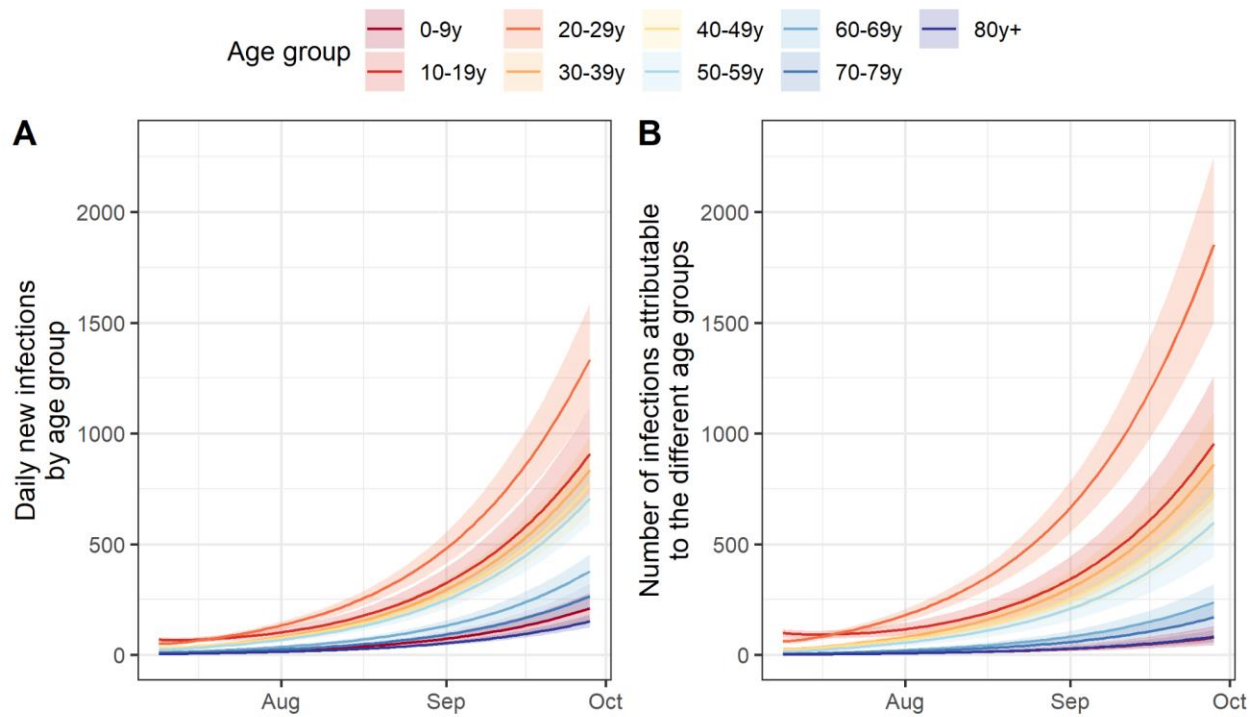 Age group
0-9y
20-29y
40-49y
60-69y
80y+
10-19y
30-39y
50-59y
70-79y
A
Daily new infections
by age group
2000
1500
1000
500
0
Aug
Sep
Oct
B
Number of infections attributable
to the different age groups
2000
1500
1000
500
0
Aug
Sep
Oct